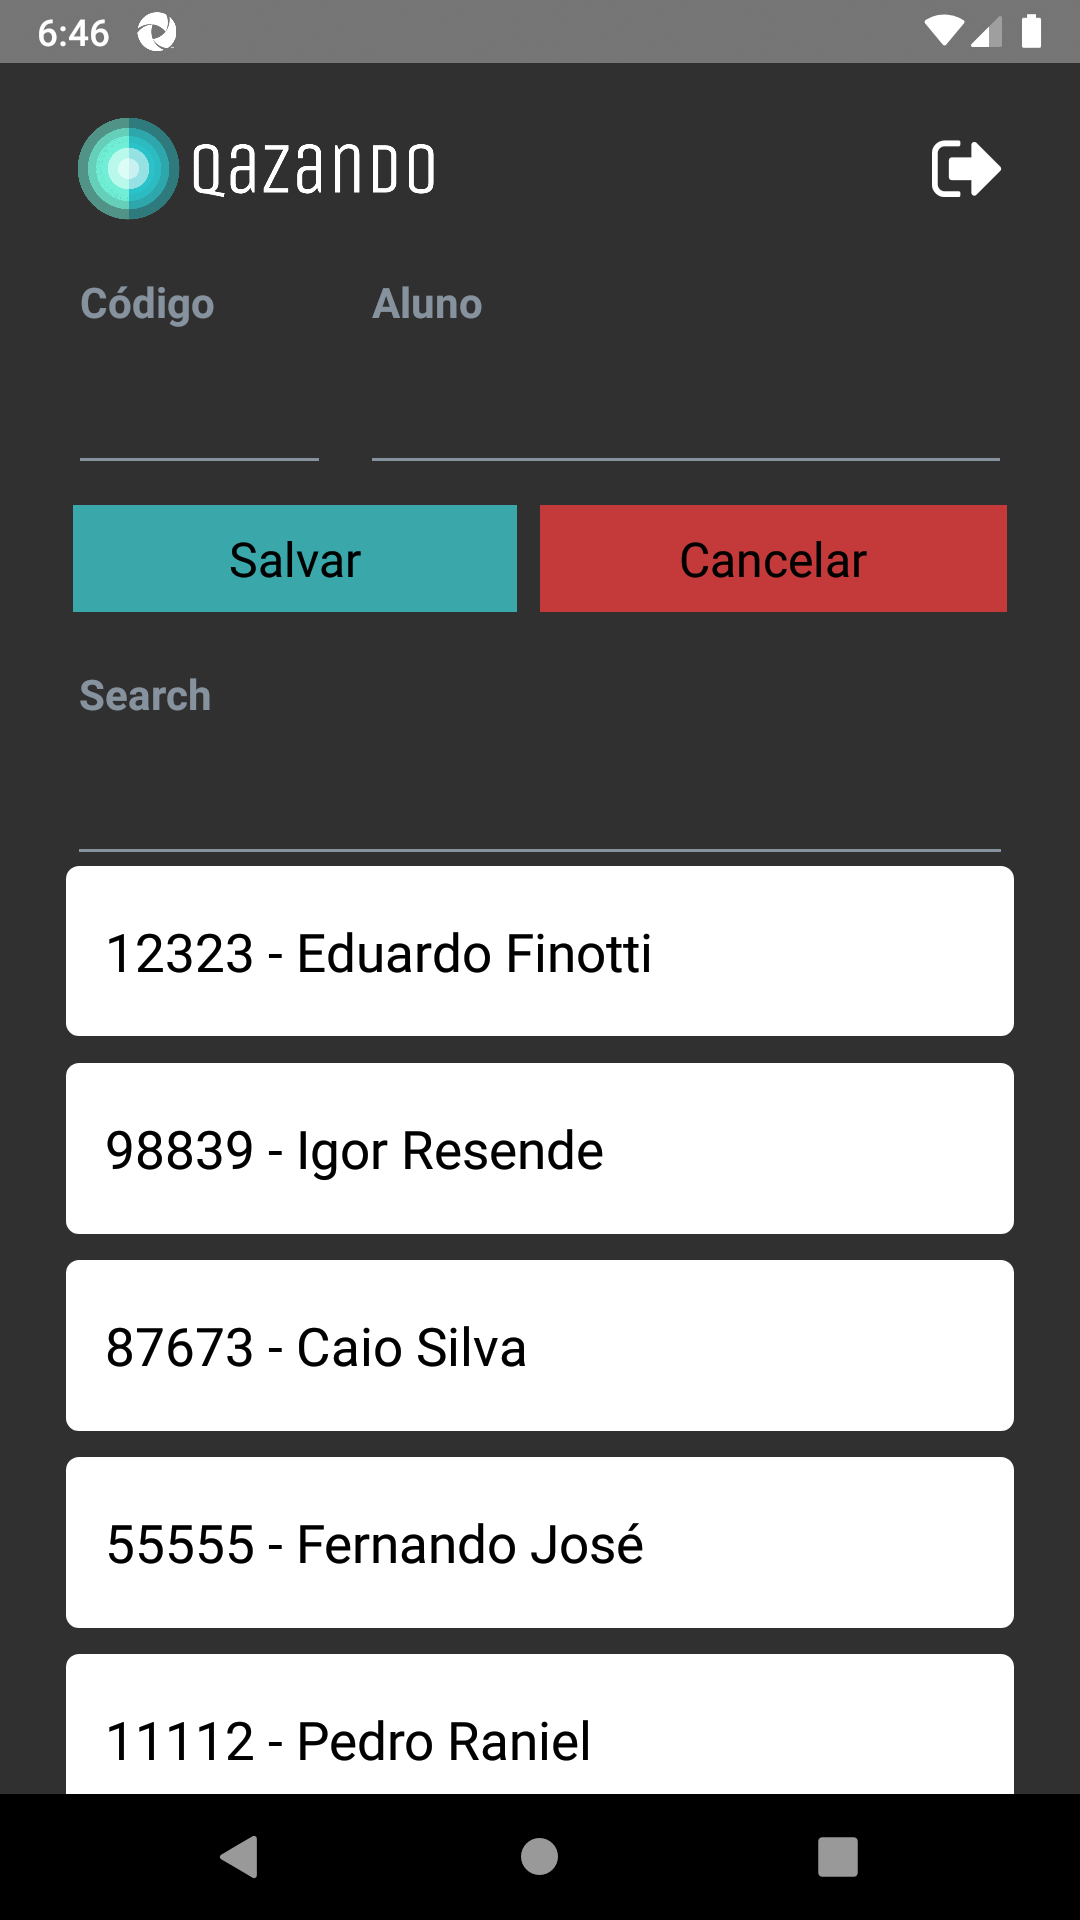 6:46
QAZANDO
Código Aluno
Salvar Cancelar
Search
12323 - Eduardo Finotti
98839 - Igor Resende
87673 - Caio Silva
55555 - Fernando José
11112 - Pedro Raniel